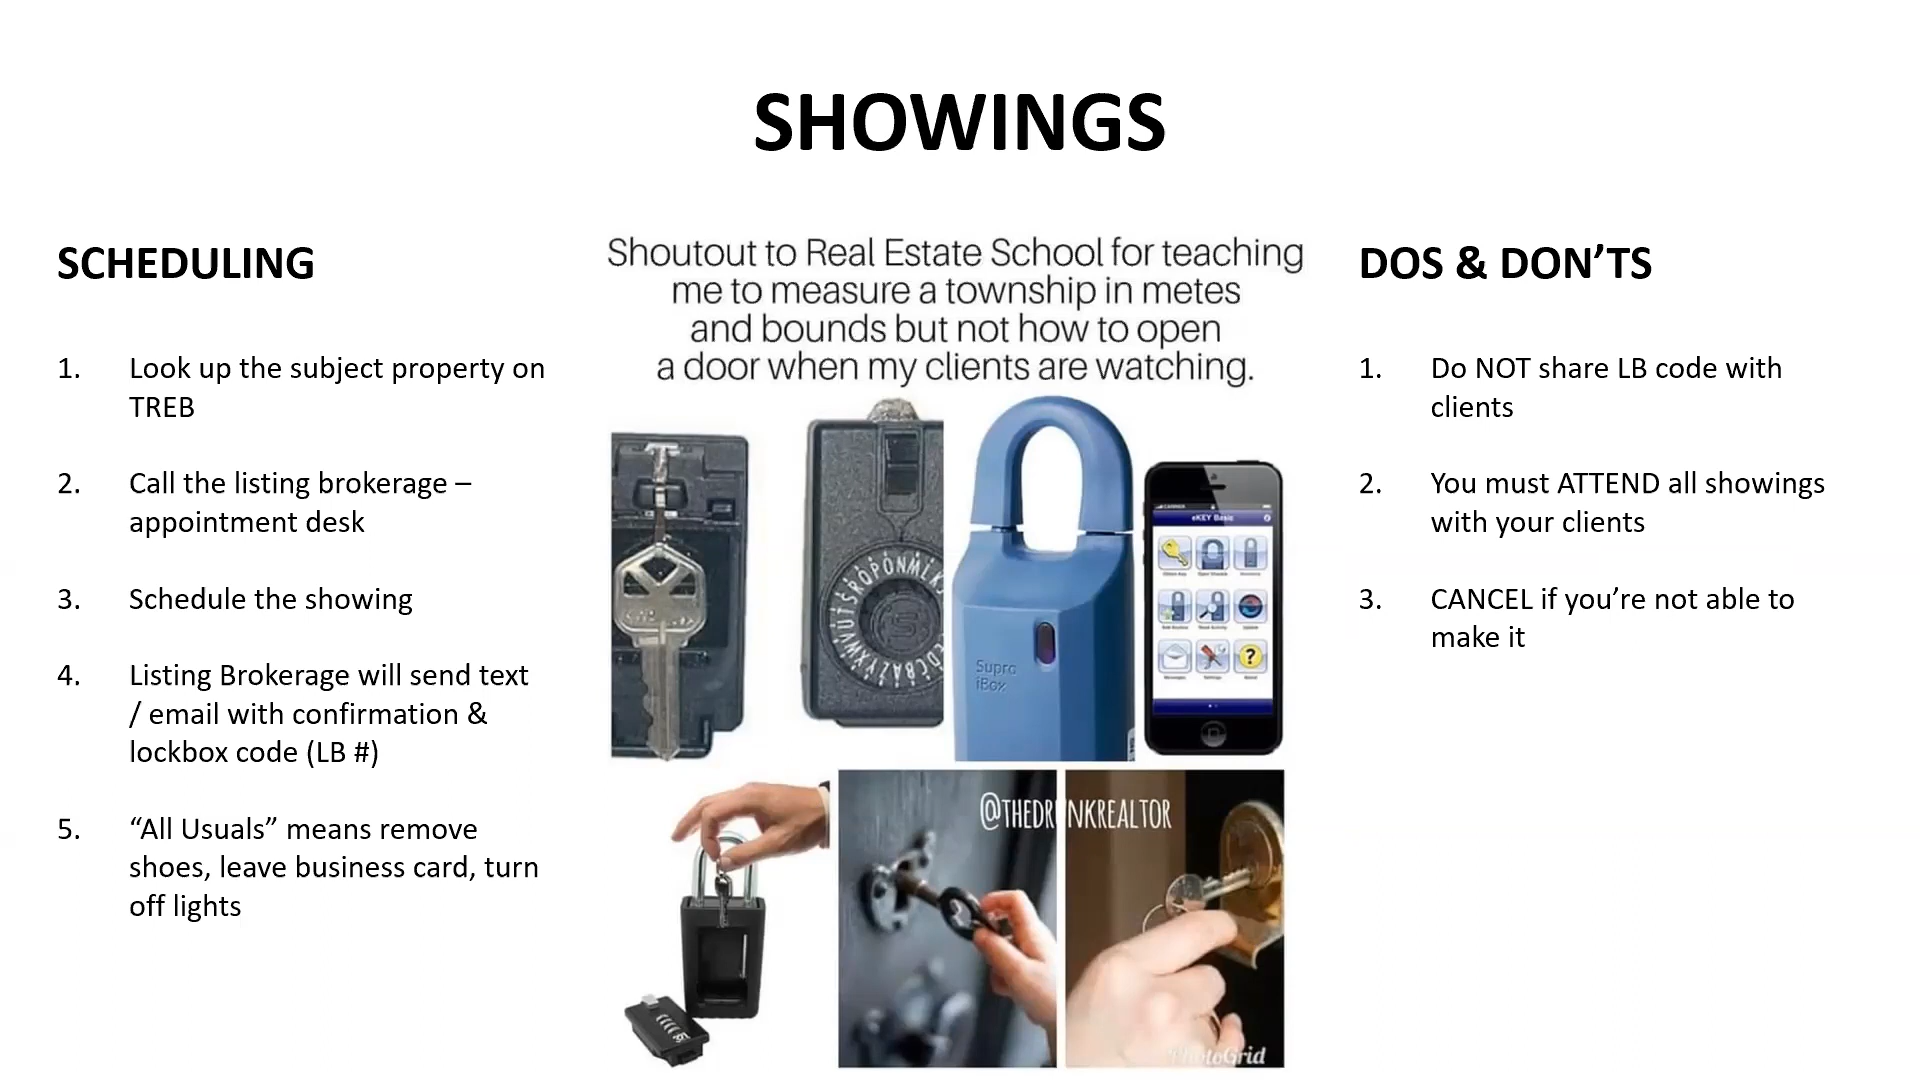 SHOWINGS
SCHEDULING
1. Look up the subject property on
TREB
2. Call the listing brokerage –
appointment desk
3. Schedule the showing
4. Listing Brokerage will send text
/ email with confirmation &
lockbox code (LB #)
5. “All Usuals” means remove
shoes, leave business card, turn
off lights
Shoutout to Real Estate School for teaching
me to measure a township in metes
and bounds but not how to open
a door when my clients are watching.
Supra
iBox
eKEY Basic
@THEDRUNKREALTOR
PhotoGrid
DOS & DON’TS
1. Do NOT share LB code with
clients
2. You must ATTEND all showings
with your clients
3. CANCEL if you’re not able to
make it